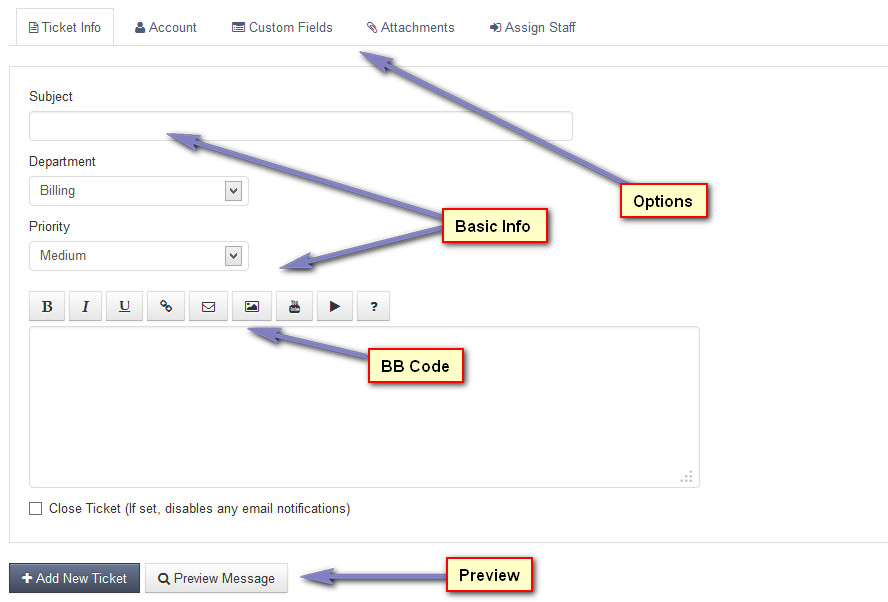 Ticket Info Account Custom Fields Attachments Assign Staff
Subject
Options
Basic Info
Department
Billing
Priority
Medium
B I U ?
BB Code
Close Ticket (If set, disables any email notifications)
Add New Ticket Preview Message
Preview